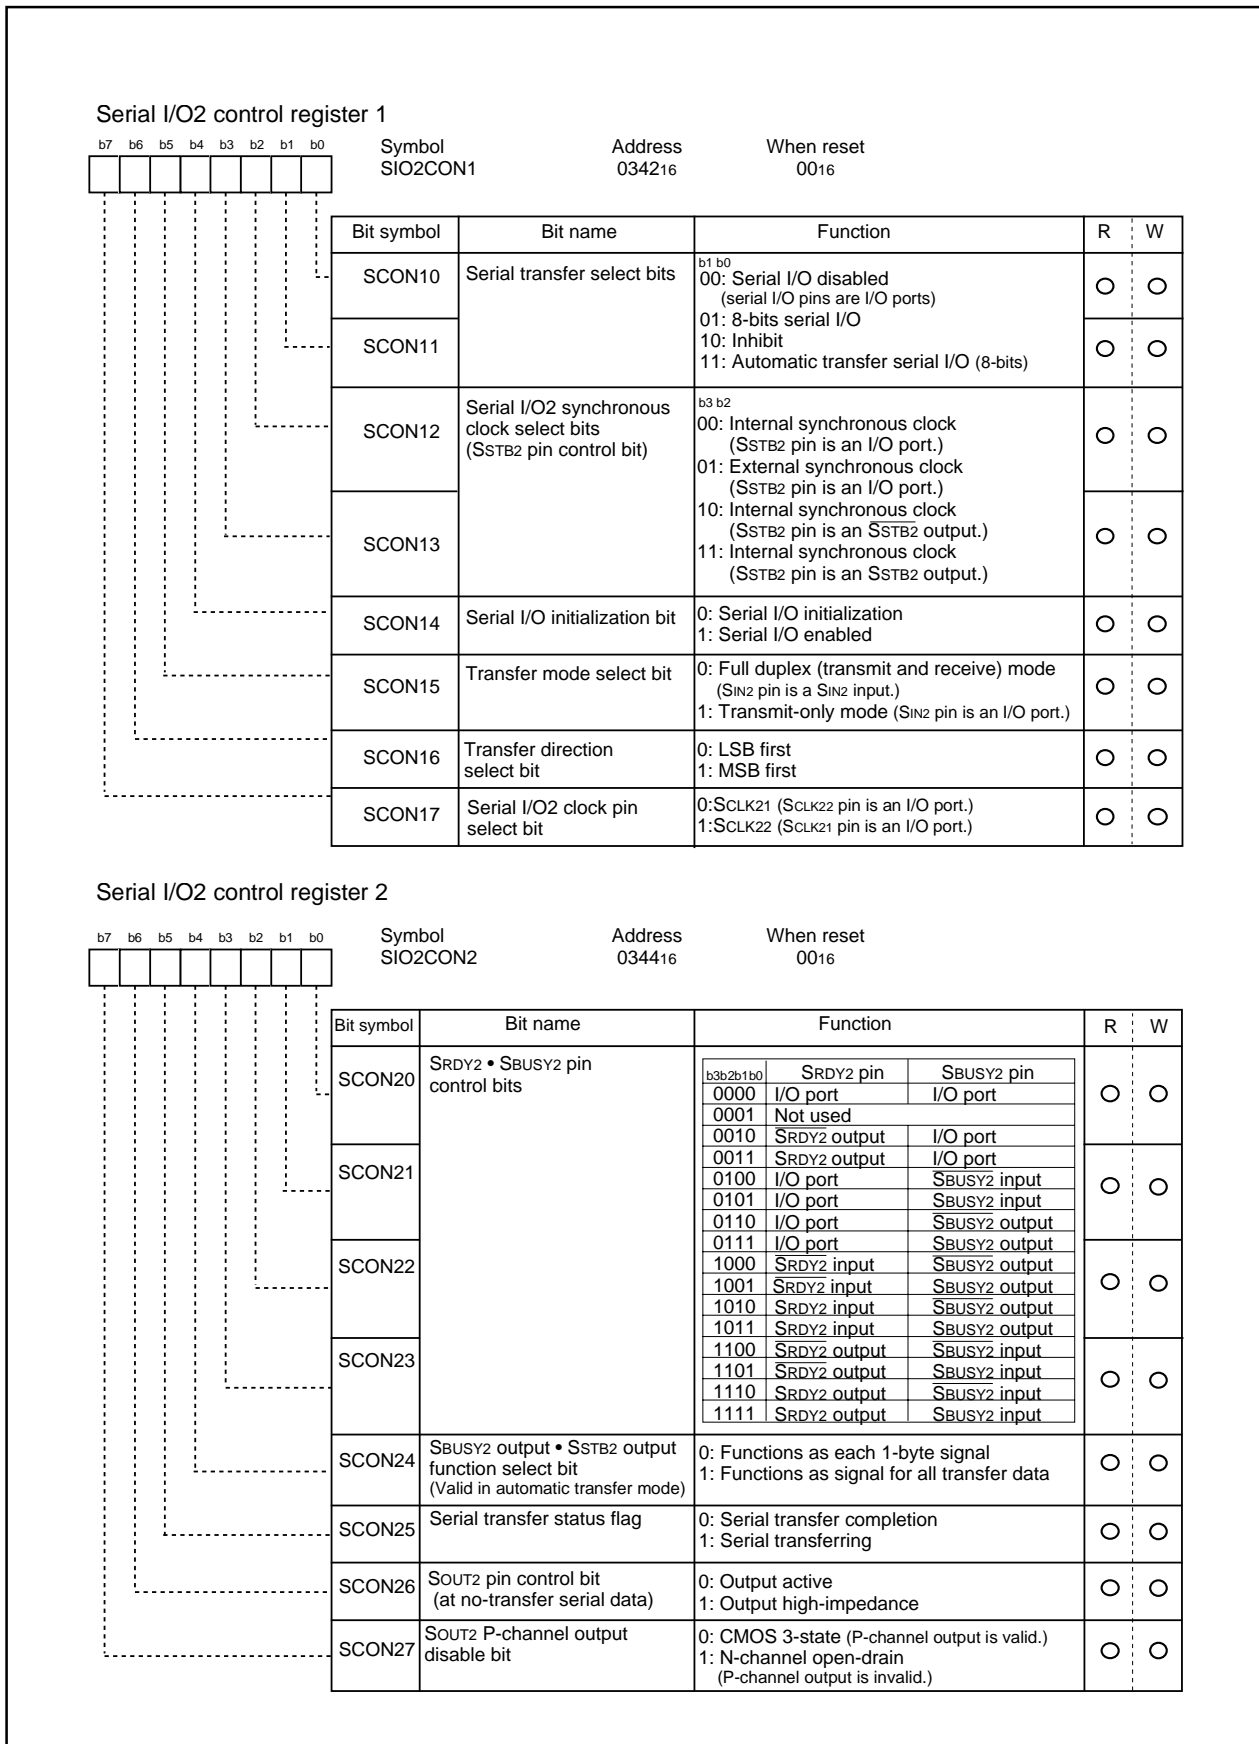 Serial I/O2 control register 1
b7 b6 b5 b4 b3 b2 b1 b0
Symbol Address When reset
SIO2CON1 034216 0016
Bit symbol Bit name Function R W
SCON10 Serial transfer select bits
b1 b0
00: Serial I/O disabled
(serial I/O pins are I/O ports)
01: 8-bits serial I/O
SCON11
10: Inhibit
11: Automatic transfer serial I/O (8-bits)
SCON12
Serial I/O2 synchronous
clock select bits
(SSTB2 pin control bit)
b3 b2
00: Internal synchronous clock
(SSTB2 pin is an I/O port.)
01: External synchronous clock
(SSTB2 pin is an I/O port.)
SCON13
10: Internal synchronous clock
(SSTB2 pin is an S̅S̅T̅B̅2̅ output.)
11: Internal synchronous clock
(SSTB2 pin is an SSTB2 output.)
SCON14 Serial I/O initialization bit
0: Serial I/O initialization
1: Serial I/O enabled
SCON15 Transfer mode select bit
0: Full duplex (transmit and receive) mode
(SIN2 pin is a SIN2 input.)
1: Transmit-only mode (SIN2 pin is an I/O port.)
SCON16
Transfer direction
select bit
0: LSB first
1: MSB first
SCON17
Serial I/O2 clock pin
select bit
0:SCLK21 (SCLK22 pin is an I/O port.)
1:SCLK22 (SCLK21 pin is an I/O port.)
Serial I/O2 control register 2
b7 b6 b5 b4 b3 b2 b1 b0
Symbol Address When reset
SIO2CON2 034416 0016
Bit symbol Bit name Function R W
SCON20
SRDY2 • SBUSY2 pin
control bits
SCON21
SCON22
SCON23
b3b2b1b0 SRDY2 pin SBUSY2 pin
0000 I/O port I/O port
0001 Not used
0010 S̅R̅D̅Y̅2̅ output I/O port
0011 SRDY2 output I/O port
0100 I/O port S̅B̅U̅S̅Y̅2̅ input
0101 I/O port SBUSY2 input
0110 I/O port S̅B̅U̅S̅Y̅2̅ output
0111 I/O port SBUSY2 output
1000 S̅R̅D̅Y̅2̅ input S̅B̅U̅S̅Y̅2̅ output
1001 S̅R̅D̅Y̅2̅ input SBUSY2 output
1010 SRDY2 input S̅B̅U̅S̅Y̅2̅ output
1011 SRDY2 input SBUSY2 output
1100 S̅R̅D̅Y̅2̅ output S̅B̅U̅S̅Y̅2̅ input
1101 S̅R̅D̅Y̅2̅ output SBUSY2 input
1110 SRDY2 output S̅B̅U̅S̅Y̅2̅ input
1111 SRDY2 output SBUSY2 input
SCON24
SBUSY2 output • SSTB2 output
function select bit
(Valid in automatic transfer mode)
0: Functions as each 1-byte signal
1: Functions as signal for all transfer data
SCON25 Serial transfer status flag
0: Serial transfer completion
1: Serial transferring
SCON26
SOUT2 pin control bit
(at no-transfer serial data)
0: Output active
1: Output high-impedance
SCON27
SOUT2 P-channel output
disable bit
0: CMOS 3-state (P-channel output is valid.)
1: N-channel open-drain
(P-channel output is invalid.)